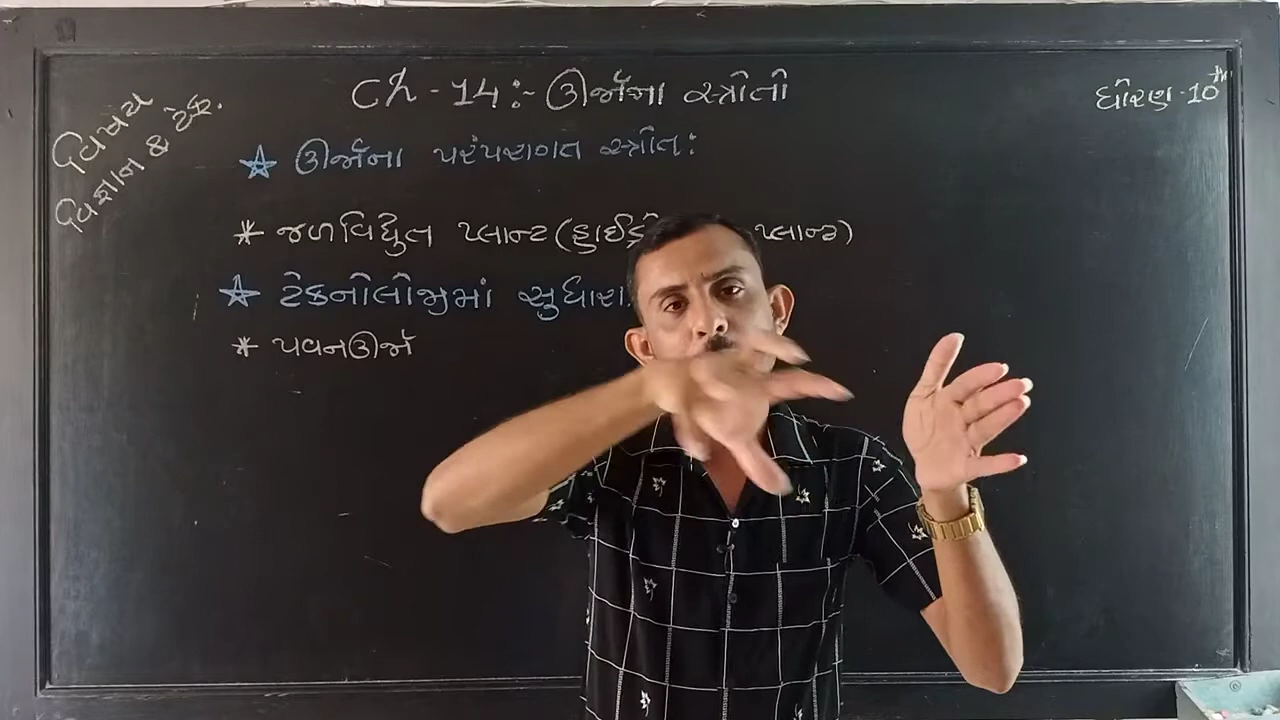 Ch - 14 :- ઊર્જાના સ્ત્રોતો
ધોરણ - 10th
વિષય
વિજ્ઞાન & ટેક.
ઊર્જાના પરંપરાગત સ્ત્રોત :
* જળવિદ્યુત પ્લાન્ટ (હાઈડ્રો પ્લાન્ટ)
ટેકનોલોજીમાં સુધારા
* પવનઊર્જા